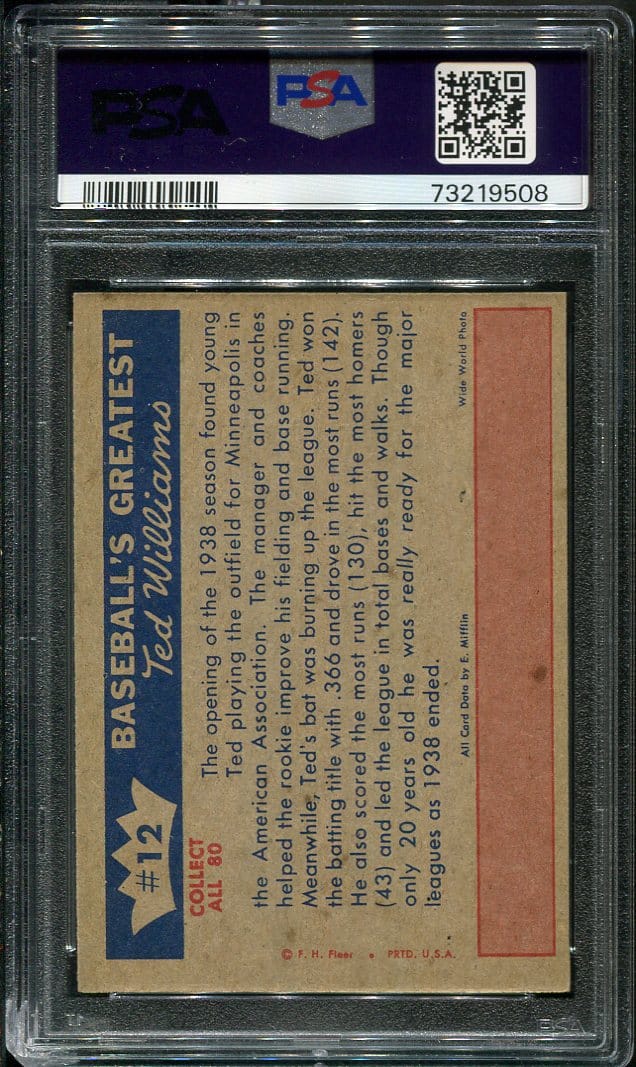 PSA
PSA
73219508
#12
BASEBALL'S GREATEST
Ted Williams
COLLECT
ALL 80
The opening of the 1938 season found young
Ted playing the outfield for Minneapolis in
the American Association. The manager and coaches
helped the rookie improve his fielding and base running.
Meanwhile, Ted's bat was burning up the league. Ted won
the batting title with .366 and drove in the most runs (142).
He also scored the most runs (130), hit the most homers
(43) and led the league in total bases and walks. Though
only 20 years old he was really ready for the major
leagues as 1938 ended.
© F. H. Fleer • PRTD. U.S.A.
All Card Data by E. Mifflin
Wide World Photo
PSA